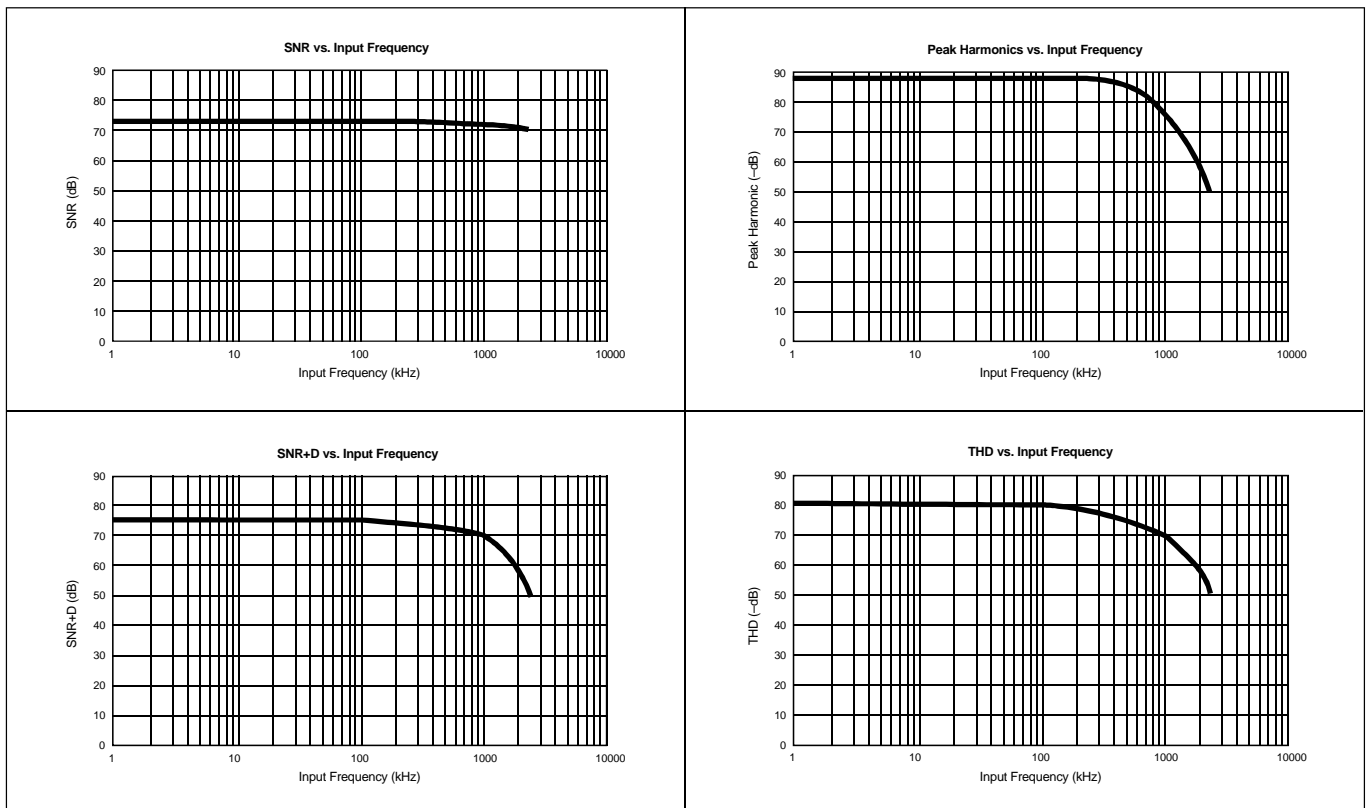 SNR vs. Input Frequency
SNR (dB)
90
80
70
60
50
40
30
20
10
0
1 10 100 1000 10000
Input Frequency (kHz)
Peak Harmonics vs. Input Frequency
Peak Harmonic (–dB)
90
80
70
60
50
40
30
20
10
0
1 10 100 1000 10000
Input Frequency (kHz)
SNR+D vs. Input Frequency
SNR+D (dB)
90
80
70
60
50
40
30
20
10
0
1 10 100 1000 10000
Input Frequency (kHz)
THD vs. Input Frequency
THD (–dB)
90
80
70
60
50
40
30
20
10
0
1 10 100 1000 10000
Input Frequency (kHz)